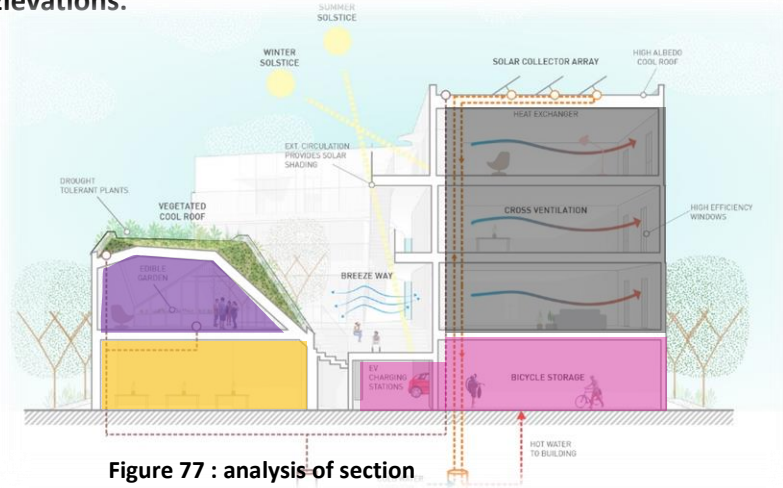 Elevations.
SUMMER
SOLSTICE
WINTER
SOLSTICE
SOLAR COLLECTOR ARRAY
HIGH ALBEDO
COOL ROOF
HEAT EXCHANGER
EXT. CIRCULATION
PROVIDES SOLAR
SHADING
DROUGHT
TOLERANT PLANTS.
VEGETATED
COOL ROOF
CROSS VENTILATION
HIGH EFFICIENCY
WINDOWS
EDIBLE
GARDEN
BREEZE WAY
EV
CHARGING
STATIONS
BICYCLE STORAGE
HOT WATER
TO BUILDING
Figure 77 : analysis of section